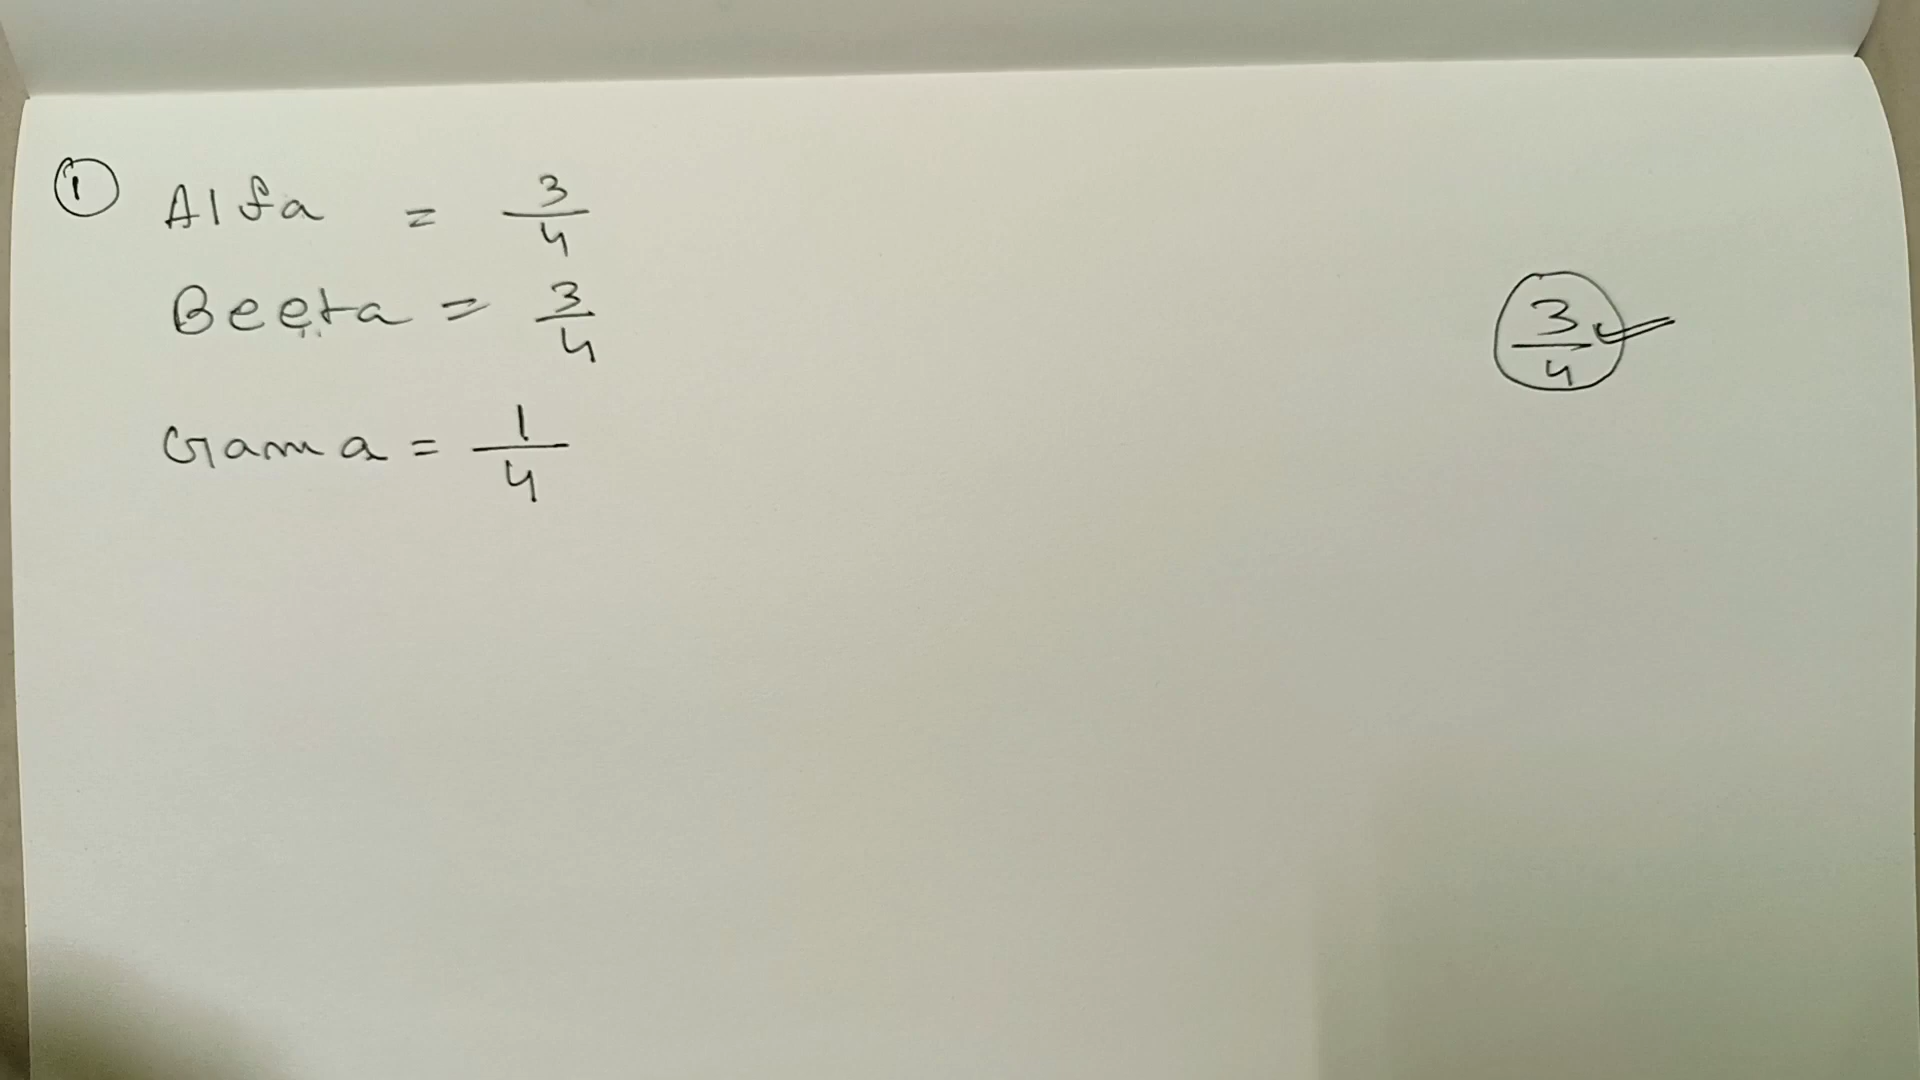 ① Alfa = 3/4
Beeta = 3/4
Gama = 1/4
3/4 ✓